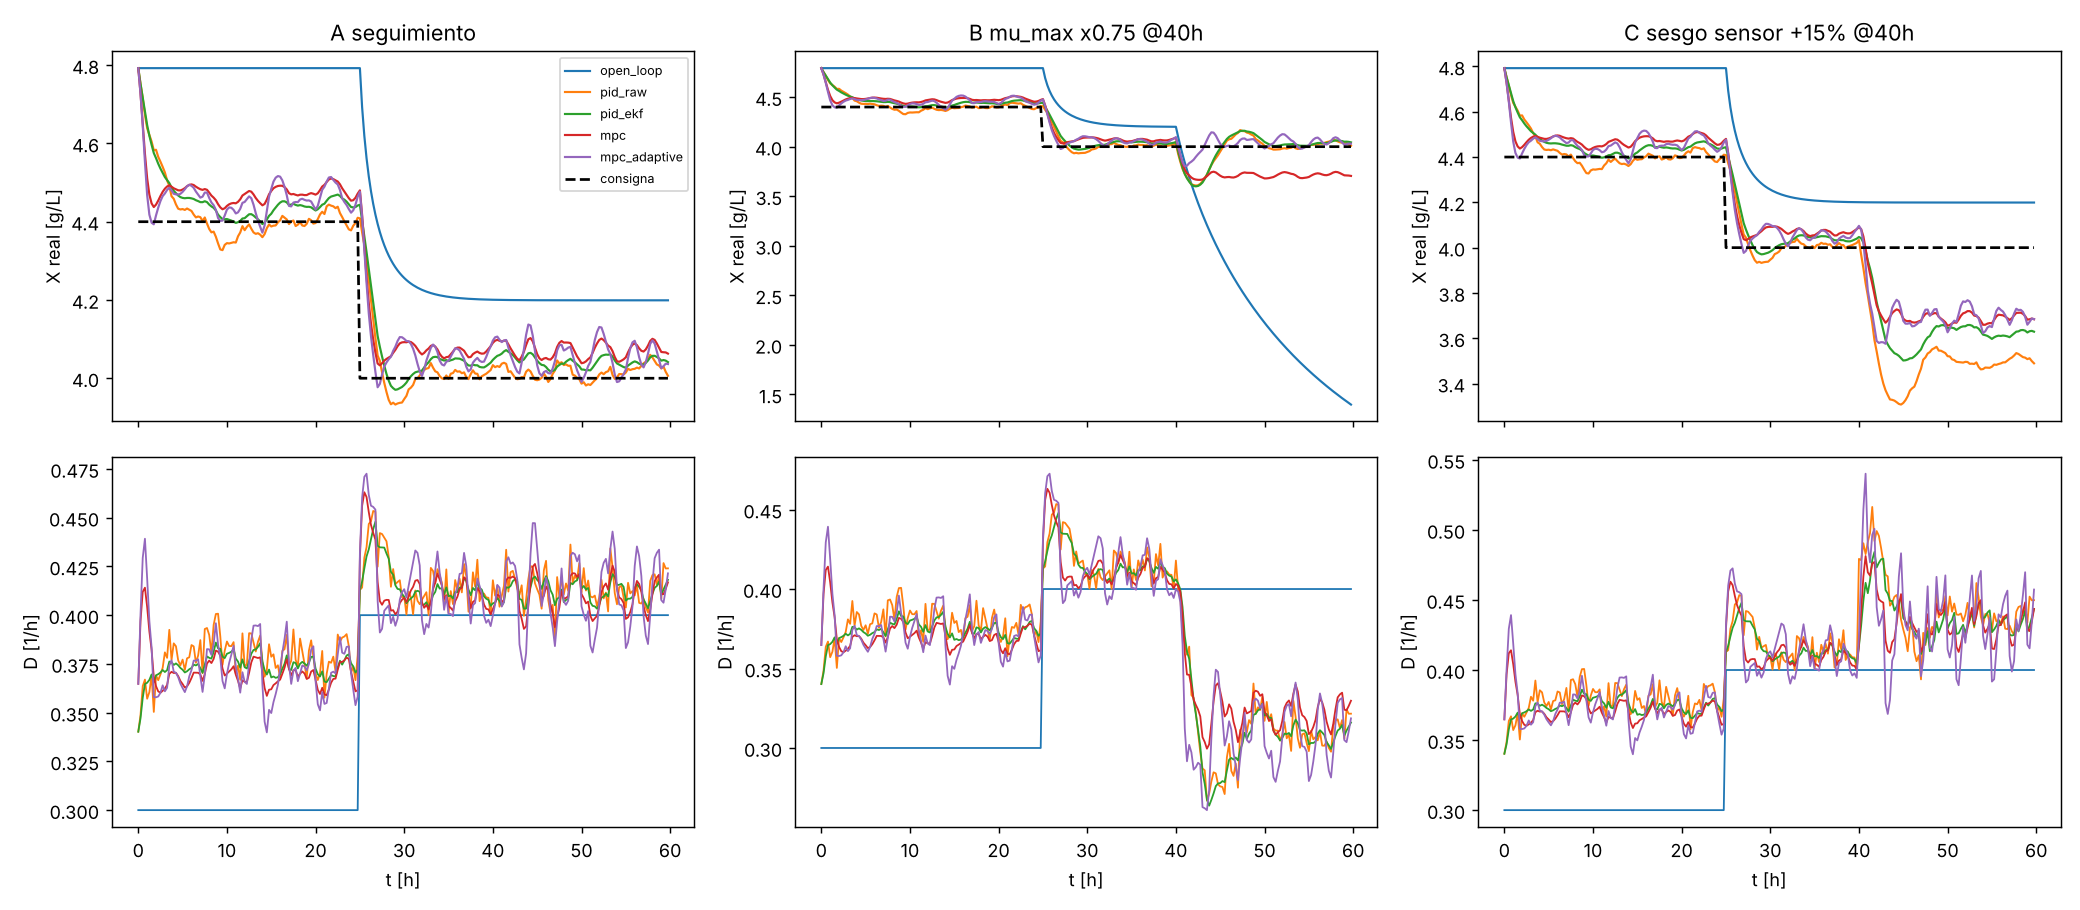 A seguimiento
B mu_max x0.75 @40h
C sesgo sensor +15% @40h
X real [g/L]
4.8
4.6
4.4
4.2
4.0
open_loop
pid_raw
pid_ekf
mpc
mpc_adaptive
consigna
X real [g/L]
4.5
4.0
3.5
3.0
2.5
2.0
1.5
X real [g/L]
4.8
4.6
4.4
4.2
4.0
3.8
3.6
3.4
D [1/h]
0.475
0.450
0.425
0.400
0.375
0.350
0.325
0.300
0 10 20 30 40 50 60
t [h]
D [1/h]
0.45
0.40
0.35
0.30
0 10 20 30 40 50 60
t [h]
D [1/h]
0.55
0.50
0.45
0.40
0.35
0.30
0 10 20 30 40 50 60
t [h]